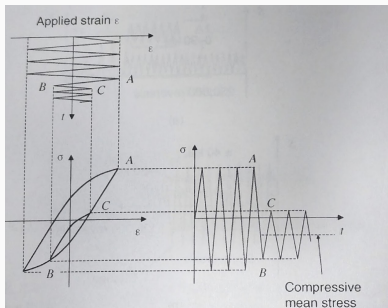 Applied strain ε
ε
A
B
C
t
σ
A
C
ε
B
σ
A
C
t
B
Compressive
mean stress